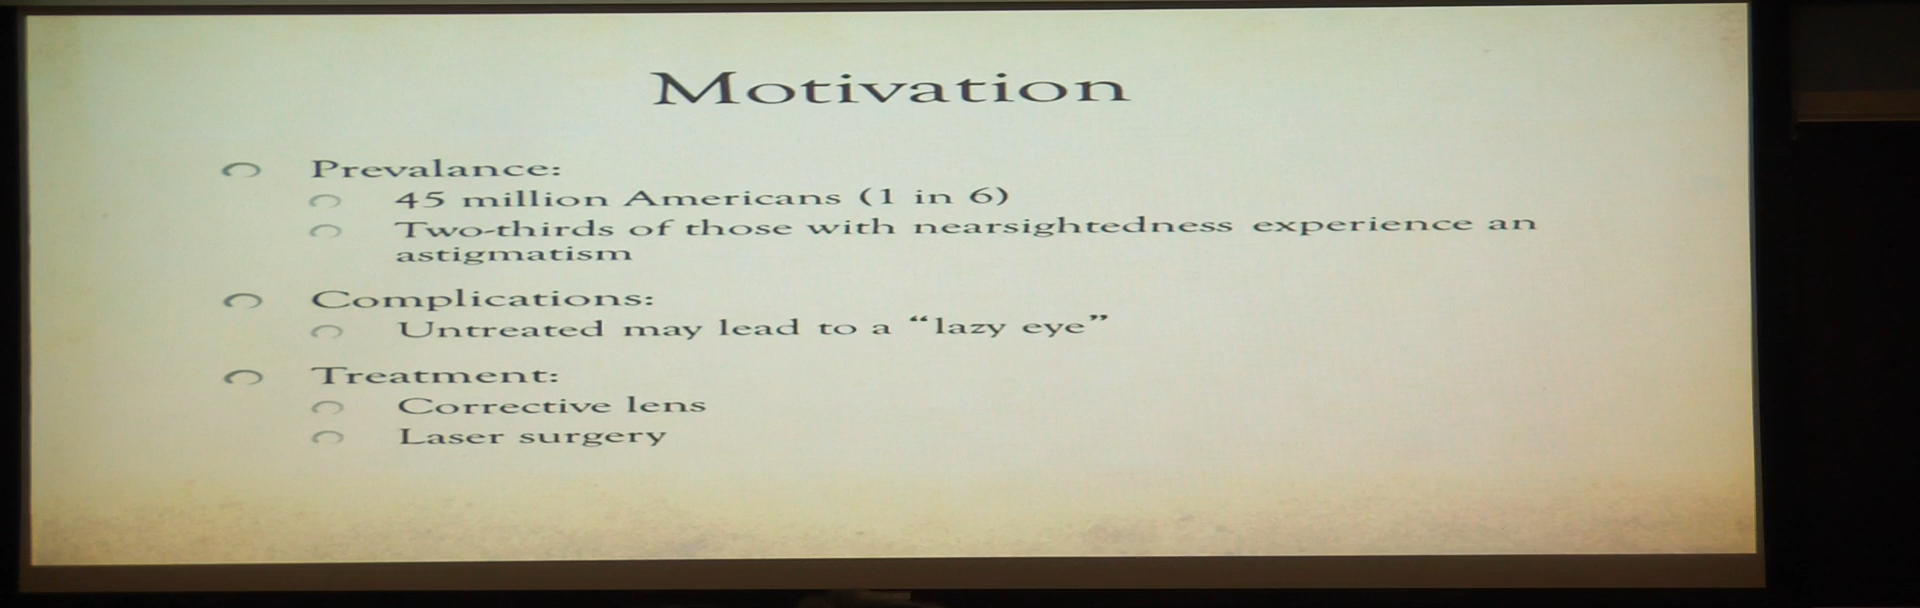 Motivation
Prevalance:
45 million Americans (1 in 6)
Two-thirds of those with nearsightedness experience an
astigmatism
Complications:
Untreated may lead to a “lazy eye”
Treatment:
Corrective lens
Laser surgery